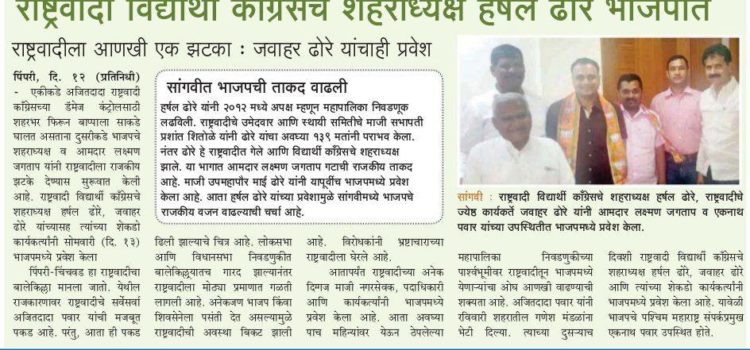 राष्ट्रवादी विद्यार्थी काँग्रेसचे शहराध्यक्ष हर्षल ढोरे भाजपात
राष्ट्रवादीला आणखी एक झटका : जवाहर ढोरे यांचाही प्रवेश
पिंपरी, दि. १२ (प्रतिनिधी)
- एकीकडे अजितदादा राष्ट्रवादी
काँग्रिसच्या डॅमेज कंट्रोलसाठी
शहरभर फिरून बाप्पाला साकडे
घालत असताना दुसरीकडे भाजपचे
शहराध्यक्ष व आमदार लक्ष्मण
जगताप यांनी राष्ट्रवादीला राजकीय
झटके देण्यास सुरूवात केली
आहे. राष्ट्रवादी काँग्रिसचे
शहराध्यक्ष हर्षल ढोरे, जवाहर
ढोरे यांच्यासह त्यांच्या शेकडो
कार्यकर्त्यांनी सोमवारी (दि. १३)
भाजपमध्ये प्रवेश केला
पिंपरी-चिंचवड हा राष्ट्रवादीचा
बालेकिल्ला मानला जातो. येथील
राजकारणावर राष्ट्रवादीचे सर्वेसर्वा
अजितदादा पवार यांची मजबूत
पकड आहे. परंतु, आता ही पकड
सांगवीत भाजपची ताकद वाढली
हर्षल ढोरे यांनी २०१२ मध्ये अपक्ष म्हणून महापालिका निवडणूक
लढविली. राष्ट्रवादीचे उमेदवार आणि स्थायी समितीचे माजी सभापती
प्रशांत शितोळे यांनी ढोरे यांचा अवघ्या १३९ मतांनी पराभव केला.
नंतर ढोरे हे राष्ट्रवादीत गेले आणि विद्यार्थी काँग्रिसचे शहराध्यक्ष
झाले. या भागात आमदार लक्ष्मण जगताप गटाची राजकीय ताकद
आहे. माजी उपमहापौर माई ढोरे यांनी यापूर्वीच भाजपमध्ये प्रवेश
केला आहे. आता हर्षल ढोरे यांच्या प्रवेशामुळे सांगवीमध्ये भाजपचे
राजकीय वजन वाढल्याची चर्चा आहे.
ढिली झाल्याचे चित्र आहे. लोकसभा
आणि विधानसभा निवडणुकीत
बालेकिल्ल्यातच गारद झाल्यानंतर
राष्ट्रवादीला मोठ्या प्रमाणात गळती
लागली आहे. अनेकजण भाजप किंवा
शिवसेनेला पसंती देत असल्यामुळे
राष्ट्रवादीची अवस्था बिकट झाली
आहे. विरोधकांनी भ्रष्टाचाराच्या
राष्ट्रवादीला घेरले आहे.
आतापर्यंत राष्ट्रवादीच्या अनेक
दिग्गज माजी नगरसेवक, पदाधिकारी
आणि कार्यकर्त्यांनी भाजपमध्ये
प्रवेश केला आहे. आता अवघ्या
पाच महिन्यांवर येऊन ठेपलेल्या
सांगवी : राष्ट्रवादी विद्यार्थी काँग्रिसचे शहराध्यक्ष हर्षल ढोरे, राष्ट्रवादीचे
ज्येष्ठ कार्यकर्ते जवाहर ढोरे यांनी आमदार लक्ष्मण जगताप व एकनाथ
पवार यांच्या उपस्थितीत भाजपमध्ये प्रवेश केला.
महापालिका निवडणुकीच्या
पार्श्वभूमीवर राष्ट्रवादीतून भाजपमध्ये
येणाऱ्यांचा ओघ आणखी वाढण्याची
शक्यता आहे. अजितदादा पवार यांनी
रविवारी शहरातील गणेश मंडळांना
भेटी दिल्या. त्याच्या दुसऱ्याच
दिवशी राष्ट्रवादी विद्यार्थी काँग्रिसचे
शहराध्यक्ष हर्षल ढोरे, जवाहर ढोरे
आणि त्यांच्या शेकडो कार्यकर्त्यांनी
भाजपमध्ये प्रवेश केला आहे. यावेळी
भाजपचे पश्चिम महाराष्ट्र संपर्कप्रमुख
एकनाथ पवार उपस्थित होते.